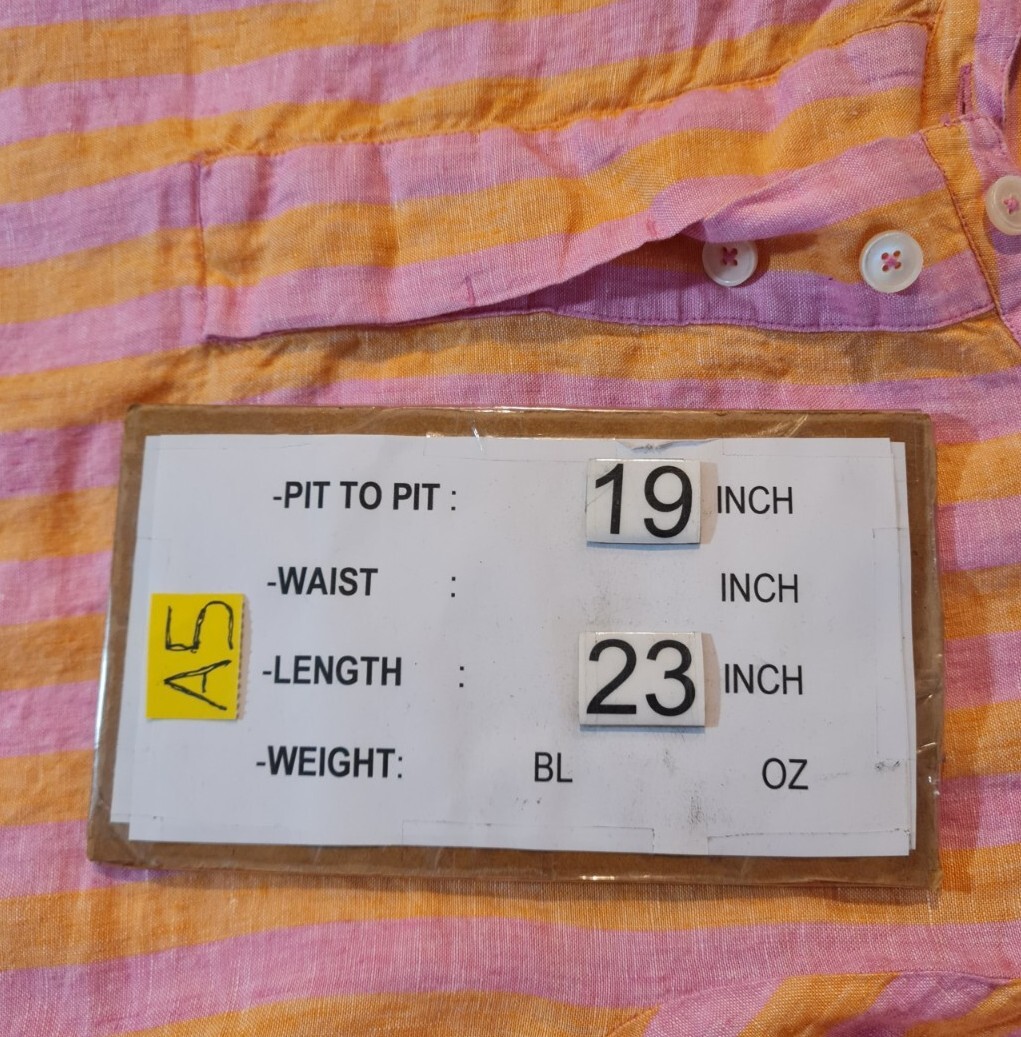 -PIT TO PIT : 19 INCH
-WAIST : INCH
A5
-LENGTH : 23 INCH
-WEIGHT: BL OZ